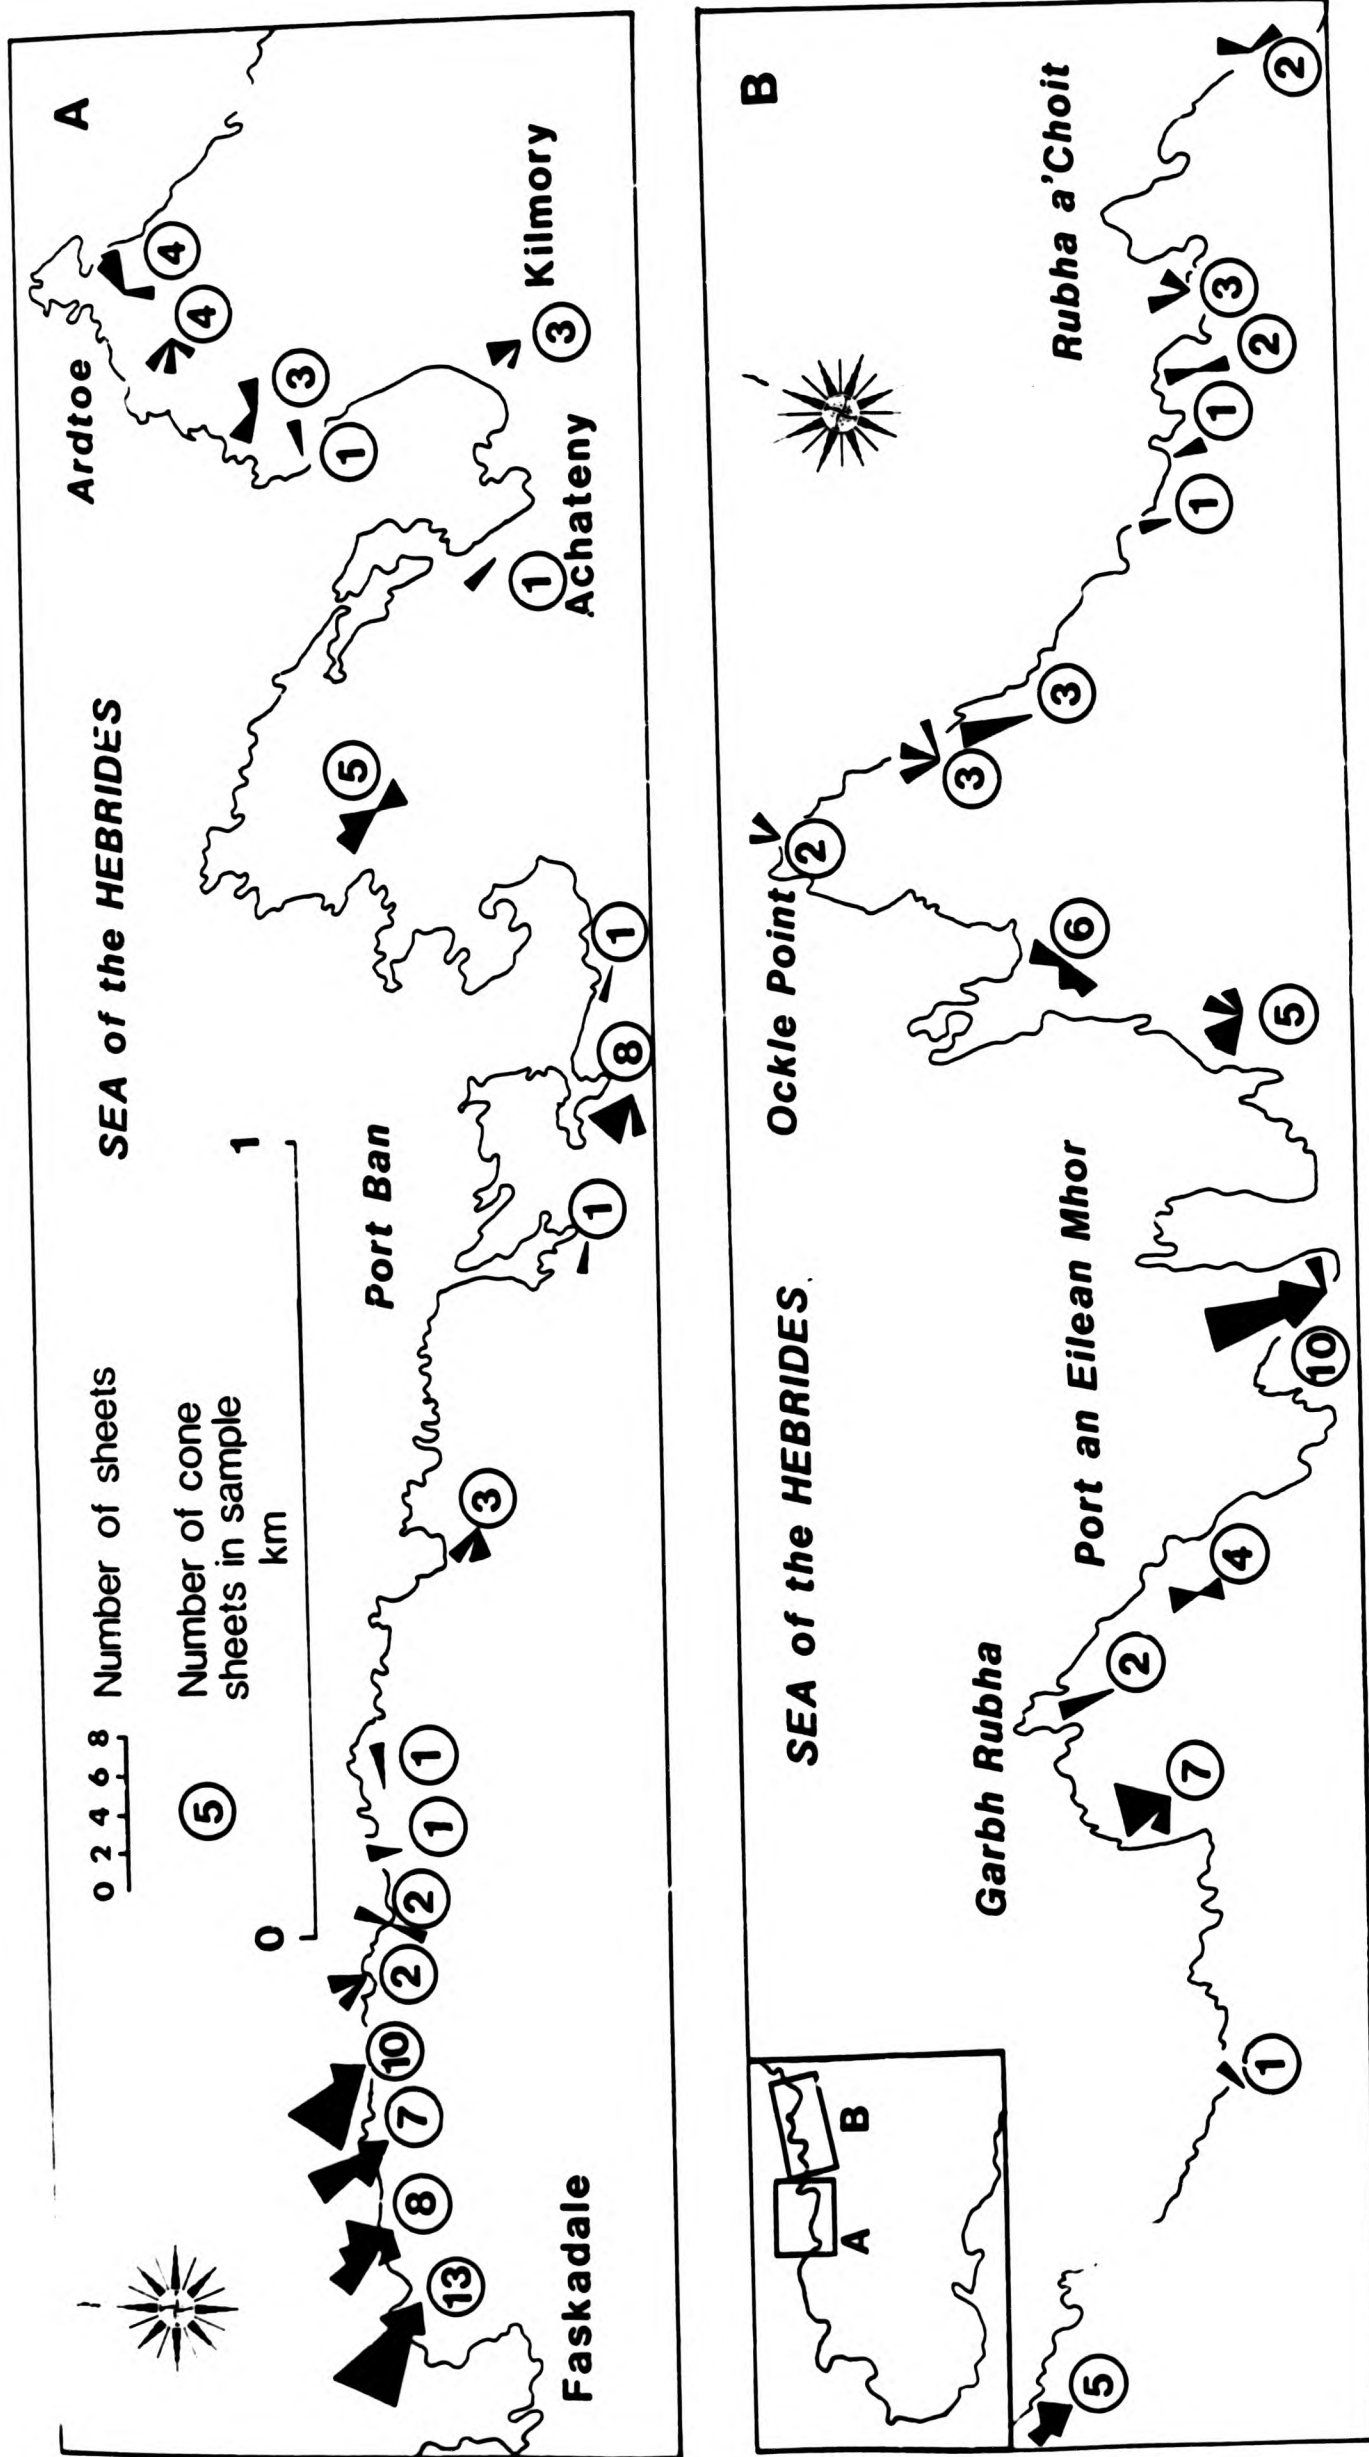 A
0 2 4 6 8 Number of sheets
5 Number of cone
sheets in sample
0 km 1
SEA of the HEBRIDES
Ardtoe
Port Ban
Faskadale
Achateny
Kilmory
13
8
7
10
2
2
1
1
3
1
8
1
5
1
3
1
3
4
4
B
SEA of the HEBRIDES
Garbh Rubha
Port an Eilean Mhor
Ockle Point
Rubha a'Choit
A
B
5
1
7
2
4
10
5
6
2
3
3
1
1
2
3
2